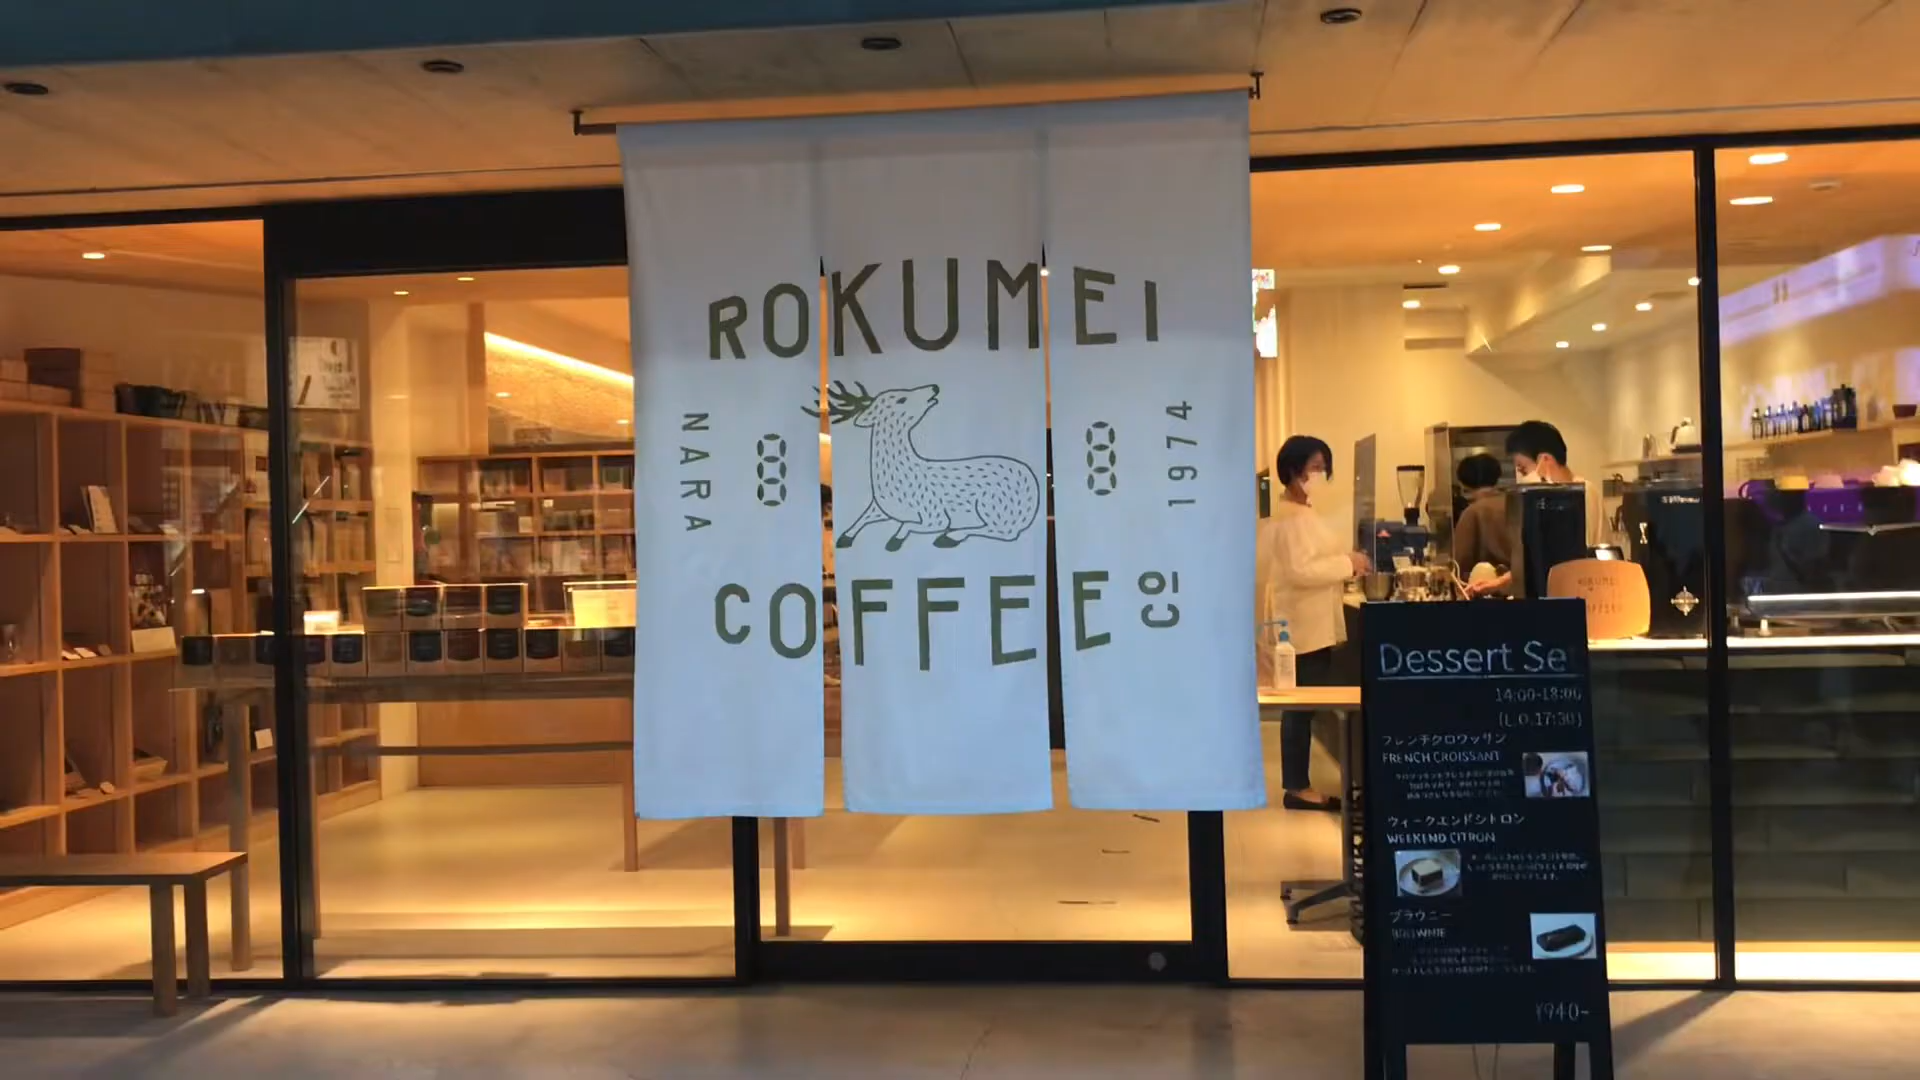 ROKUMEI
NARA
1974
COFFEE Co
Dessert Se
14:00-18:00
(L.O.17:30)
フレンチクロワッサン
FRENCH CROISSANT
ウィークエンドシトロン
WEEKEND CITRON
ブラウニー
BROWNIE
¥940~